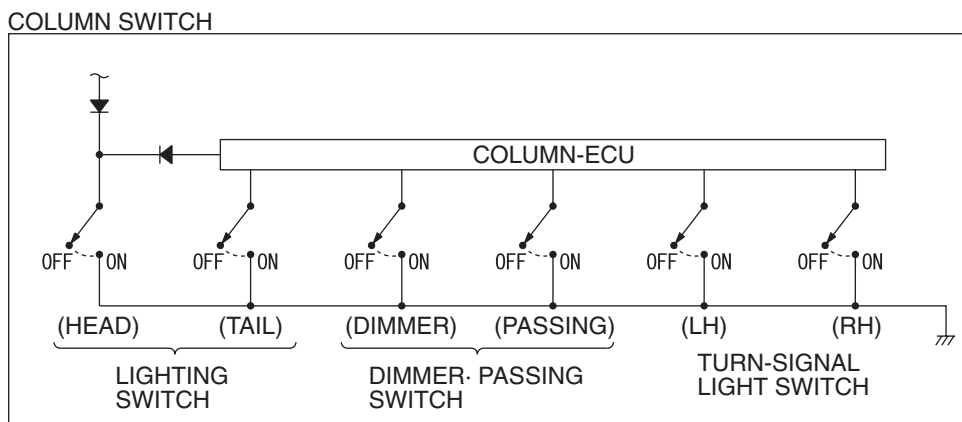 COLUMN SWITCH
COLUMN-ECU
OFF ON OFF ON OFF ON OFF ON OFF ON OFF ON
(HEAD) (TAIL) (DIMMER) (PASSING) (LH) (RH)
LIGHTING
SWITCH
DIMMER· PASSING
SWITCH
TURN-SIGNAL
LIGHT SWITCH